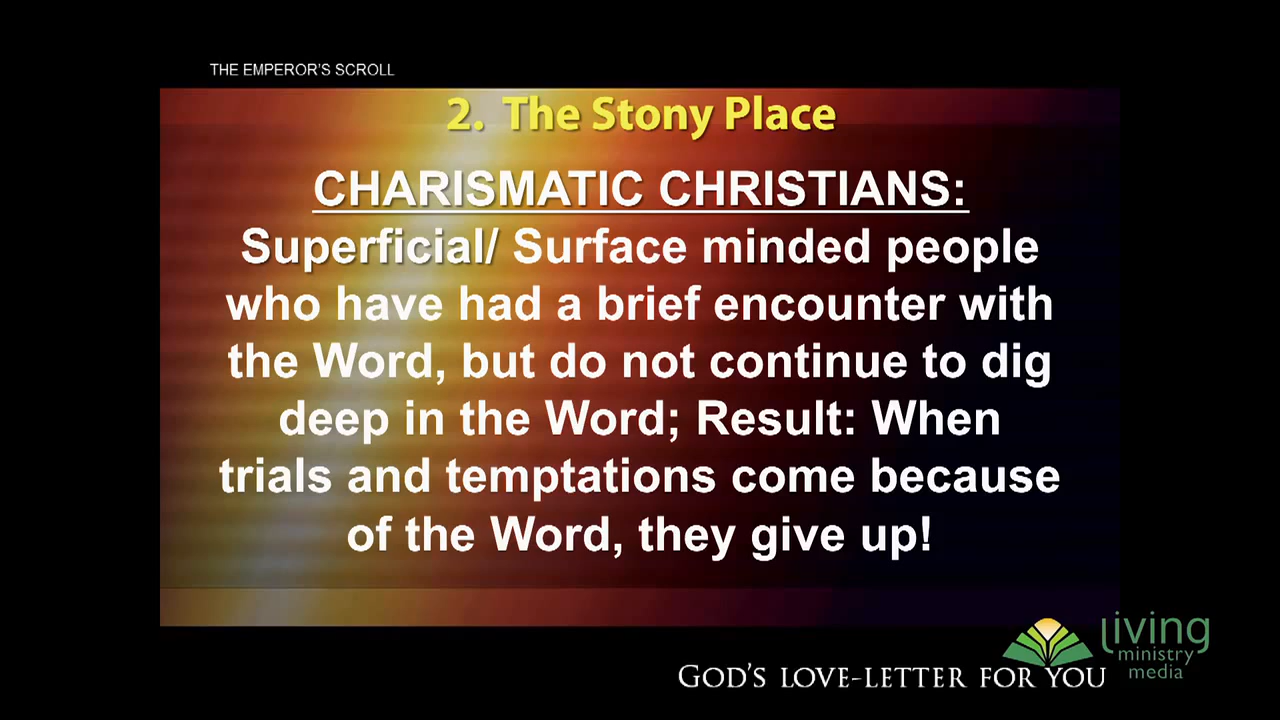 THE EMPEROR'S SCROLL
2. The Stony Place
CHARISMATIC CHRISTIANS:
Superficial/ Surface minded people
who have had a brief encounter with
the Word, but do not continue to dig
deep in the Word; Result: When
trials and temptations come because
of the Word, they give up!
living
ministry
media
GOD'S LOVE-LETTER FOR YOU